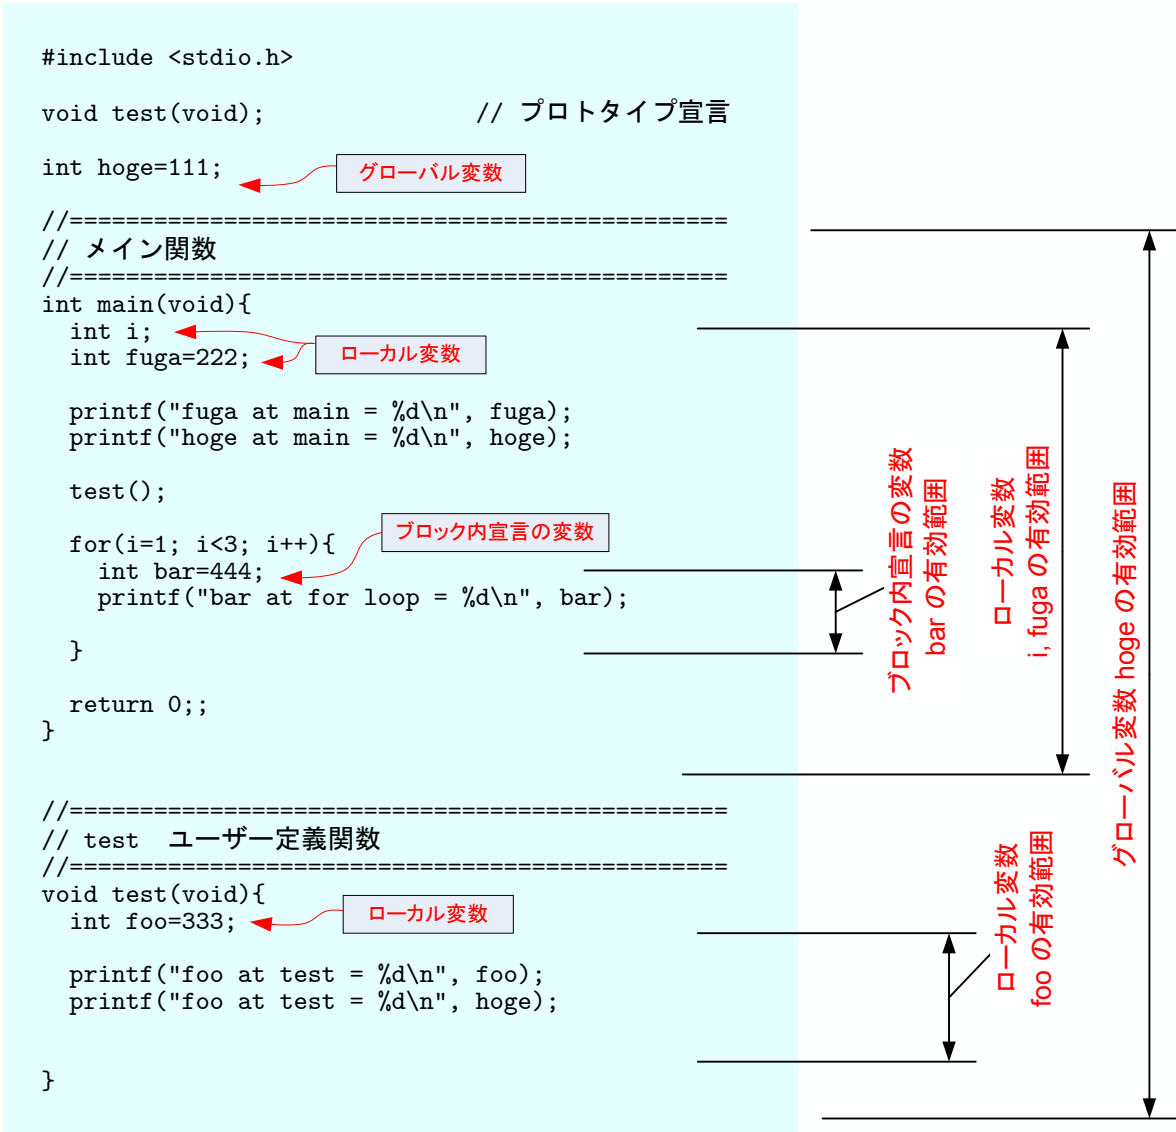 #include <stdio.h>
void test(void); // プロトタイプ宣言
int hoge=111;
グローバル変数
//===============================================
// メイン関数
//===============================================
int main(void){
int i;
int fuga=222;
ローカル変数
printf("fuga at main = %d\n", fuga);
printf("hoge at main = %d\n", hoge);
test();
ブロック内宣言の変数
for(i=1; i<3; i++){
int bar=444;
printf("bar at for loop = %d\n", bar);
}
return 0;;
}
//===============================================
// test ユーザー定義関数
//===============================================
void test(void){
int foo=333;
ローカル変数
printf("foo at test = %d\n", foo);
printf("foo at test = %d\n", hoge);
}
ブロック内宣言の変数
bar の有効範囲
ローカル変数
i, fuga の有効範囲
グローバル変数 hoge の有効範囲
ローカル変数
foo の有効範囲